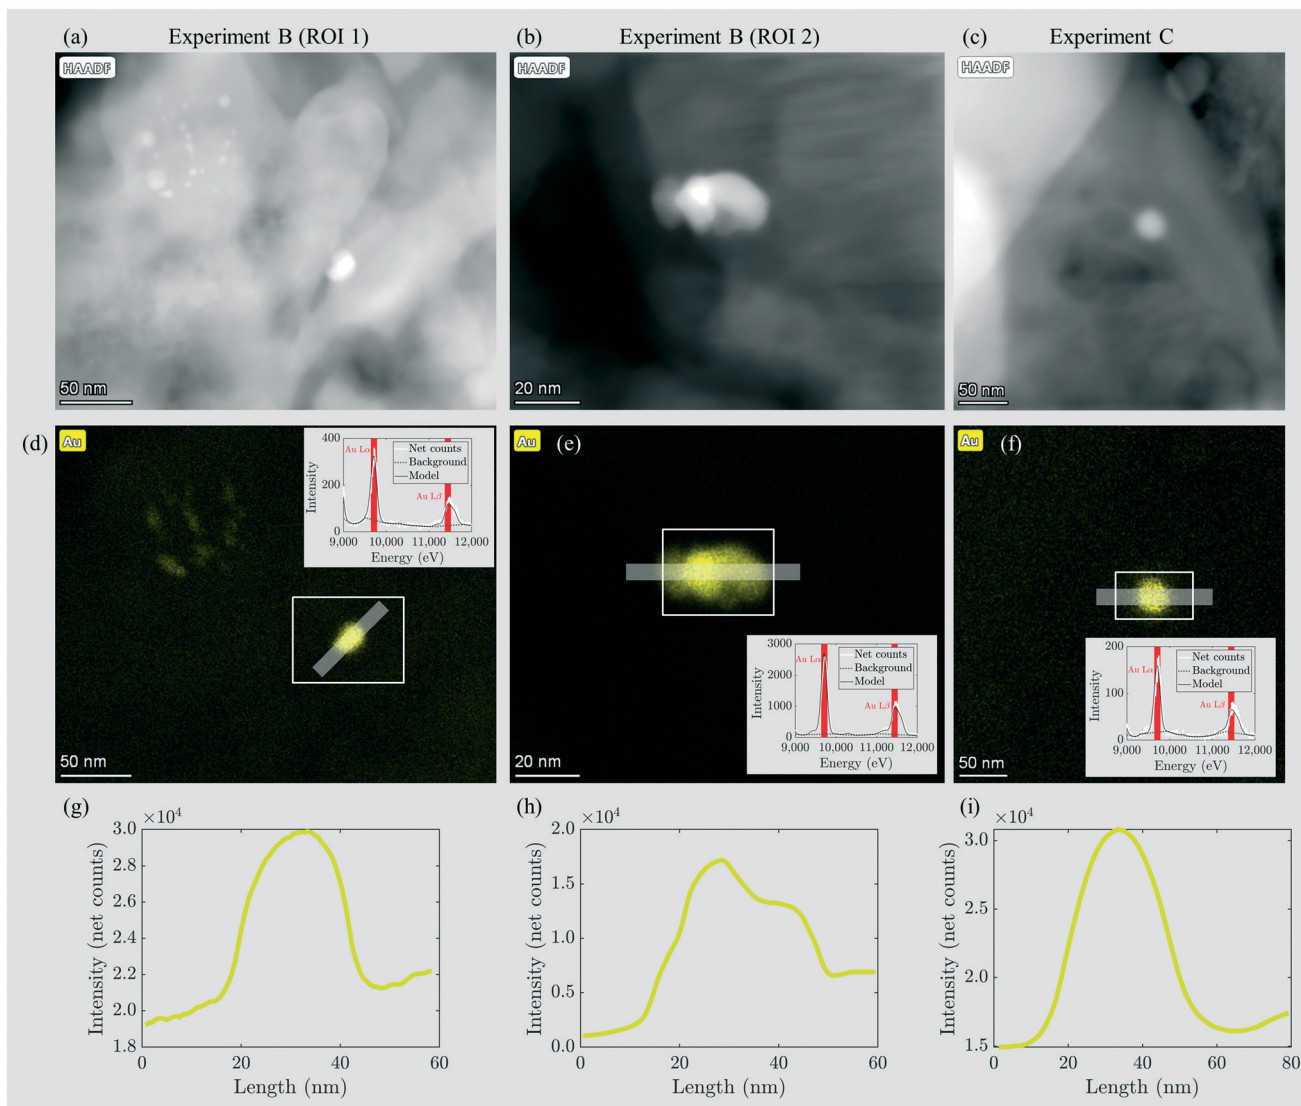 (a) Experiment B (ROI 1)
(b) Experiment B (ROI 2)
(c) Experiment C
HAADF
HAADF
HAADF
50 nm
20 nm
50 nm
(d)
Au
400
200
0
Intensity
Au Lα
Au Lβ
Net counts
Background
Model
9,000 10,000 11,000 12,000
Energy (eV)
50 nm
Au
(e)
3000
2000
1000
0
Intensity
Au Lα
Au Lβ
Net counts
Background
Model
9,000 10,000 11,000 12,000
Energy (eV)
20 nm
Au
(f)
200
100
0
Intensity
Au Lα
Au Lβ
Net counts
Background
Model
9,000 10,000 11,000 12,000
Energy (eV)
50 nm
(g)
×10⁴
3.0
2.8
2.6
2.4
2.2
2.0
1.8
Intensity (net counts)
0 20 40 60
Length (nm)
(h)
×10⁴
2.0
1.5
1.0
0.5
0.0
Intensity (net counts)
0 20 40 60
Length (nm)
(i)
×10⁴
3.0
2.5
2.0
1.5
Intensity (net counts)
0 20 40 60 80
Length (nm)